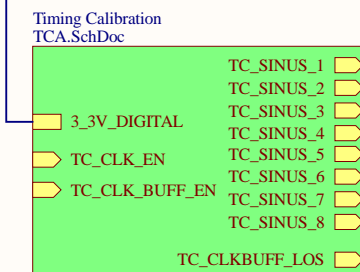 Timing Calibration
TCA.SchDoc
TC_SINUS_1
TC_SINUS_2
TC_SINUS_3
3_3V_DIGITAL
TC_SINUS_4
TC_SINUS_5
TC_CLK_EN
TC_SINUS_6
TC_CLK_BUFF_EN
TC_SINUS_7
TC_SINUS_8
TC_CLKBUFF_LOS